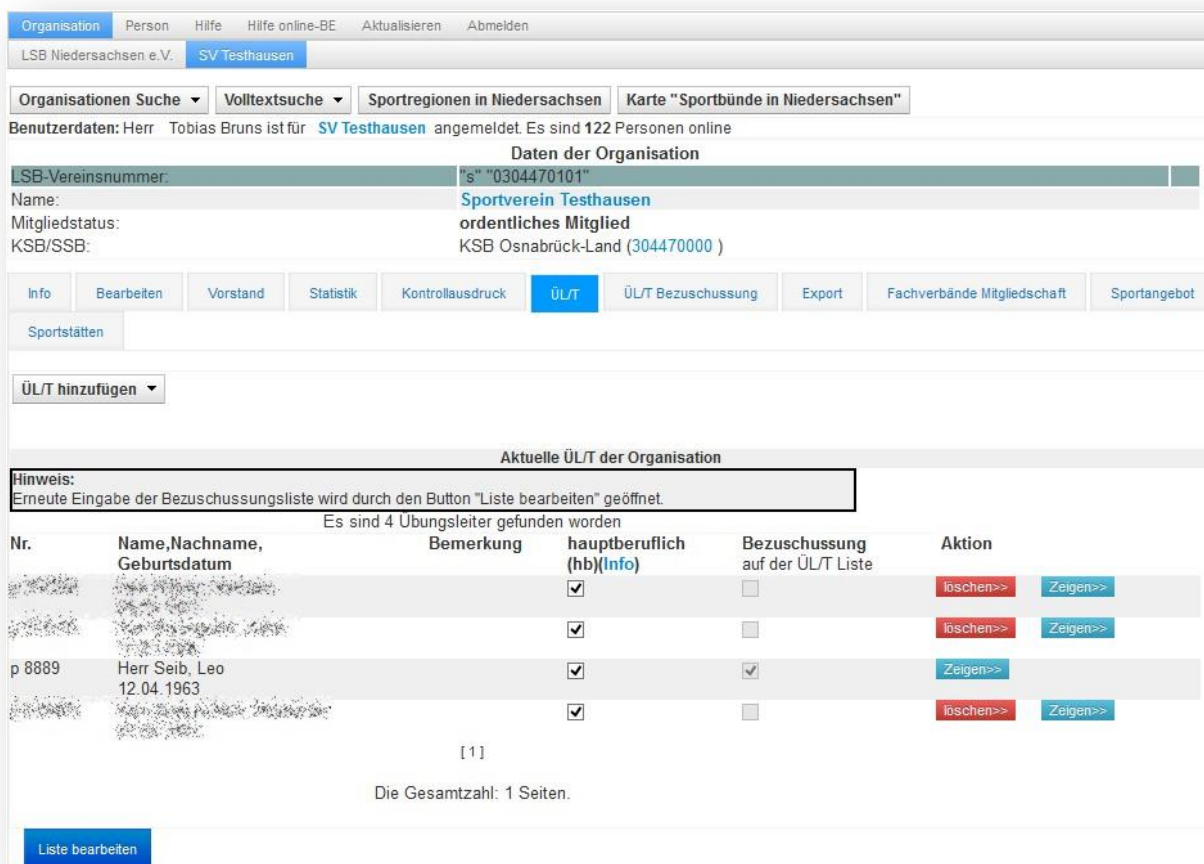 Organisation Person Hilfe Hilfe online-BE Aktualisieren Abmelden
LSB Niedersachsen e.V. SV Testhausen
Organisationen Suche Volltextsuche Sportregionen in Niedersachsen Karte "Sportbünde in Niedersachsen"
Benutzerdaten: Herr Tobias Bruns ist für SV Testhausen angemeldet. Es sind 122 Personen online
Daten der Organisation
LSB-Vereinsnummer: "s" "0304470101"
Name: Sportverein Testhausen
Mitgliedstatus: ordentliches Mitglied
KSB/SSB: KSB Osnabrück-Land (304470000 )
Info Bearbeiten Vorstand Statistik Kontrollausdruck ÜL/T ÜL/T Bezuschussung Export Fachverbände Mitgliedschaft Sportangebot
Sportstätten
ÜL/T hinzufügen
Aktuelle ÜL/T der Organisation
Hinweis:
Erneute Eingabe der Bezuschussungsliste wird durch den Button "Liste bearbeiten" geöffnet.
Es sind 4 Übungsleiter gefunden worden
Nr. Name,Nachname, Bemerkung hauptberuflich Bezuschussung Aktion
Geburtsdatum (hb)(Info) auf der ÜL/T Liste
löschen>> Zeigen>>
löschen>> Zeigen>>
p 8889 Herr Seib, Leo Zeigen>>
12.04.1963
löschen>> Zeigen>>
[ 1 ]
Die Gesamtzahl: 1 Seiten.
Liste bearbeiten